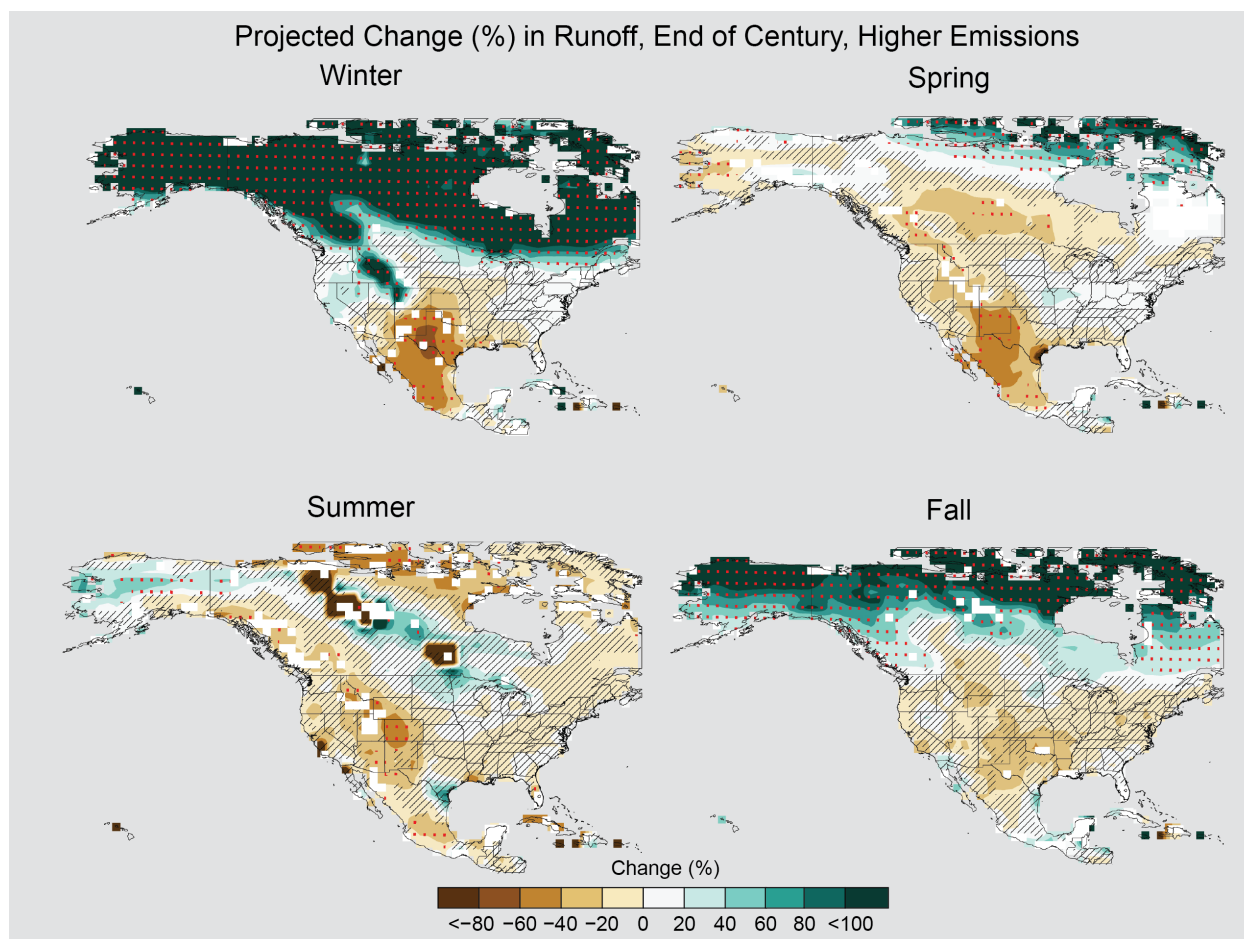 Projected Change (%) in Runoff, End of Century, Higher Emissions
Winter
Spring
Summer
Fall
Change (%)
<−80 −60 −40 −20 0 20 40 60 80 <100